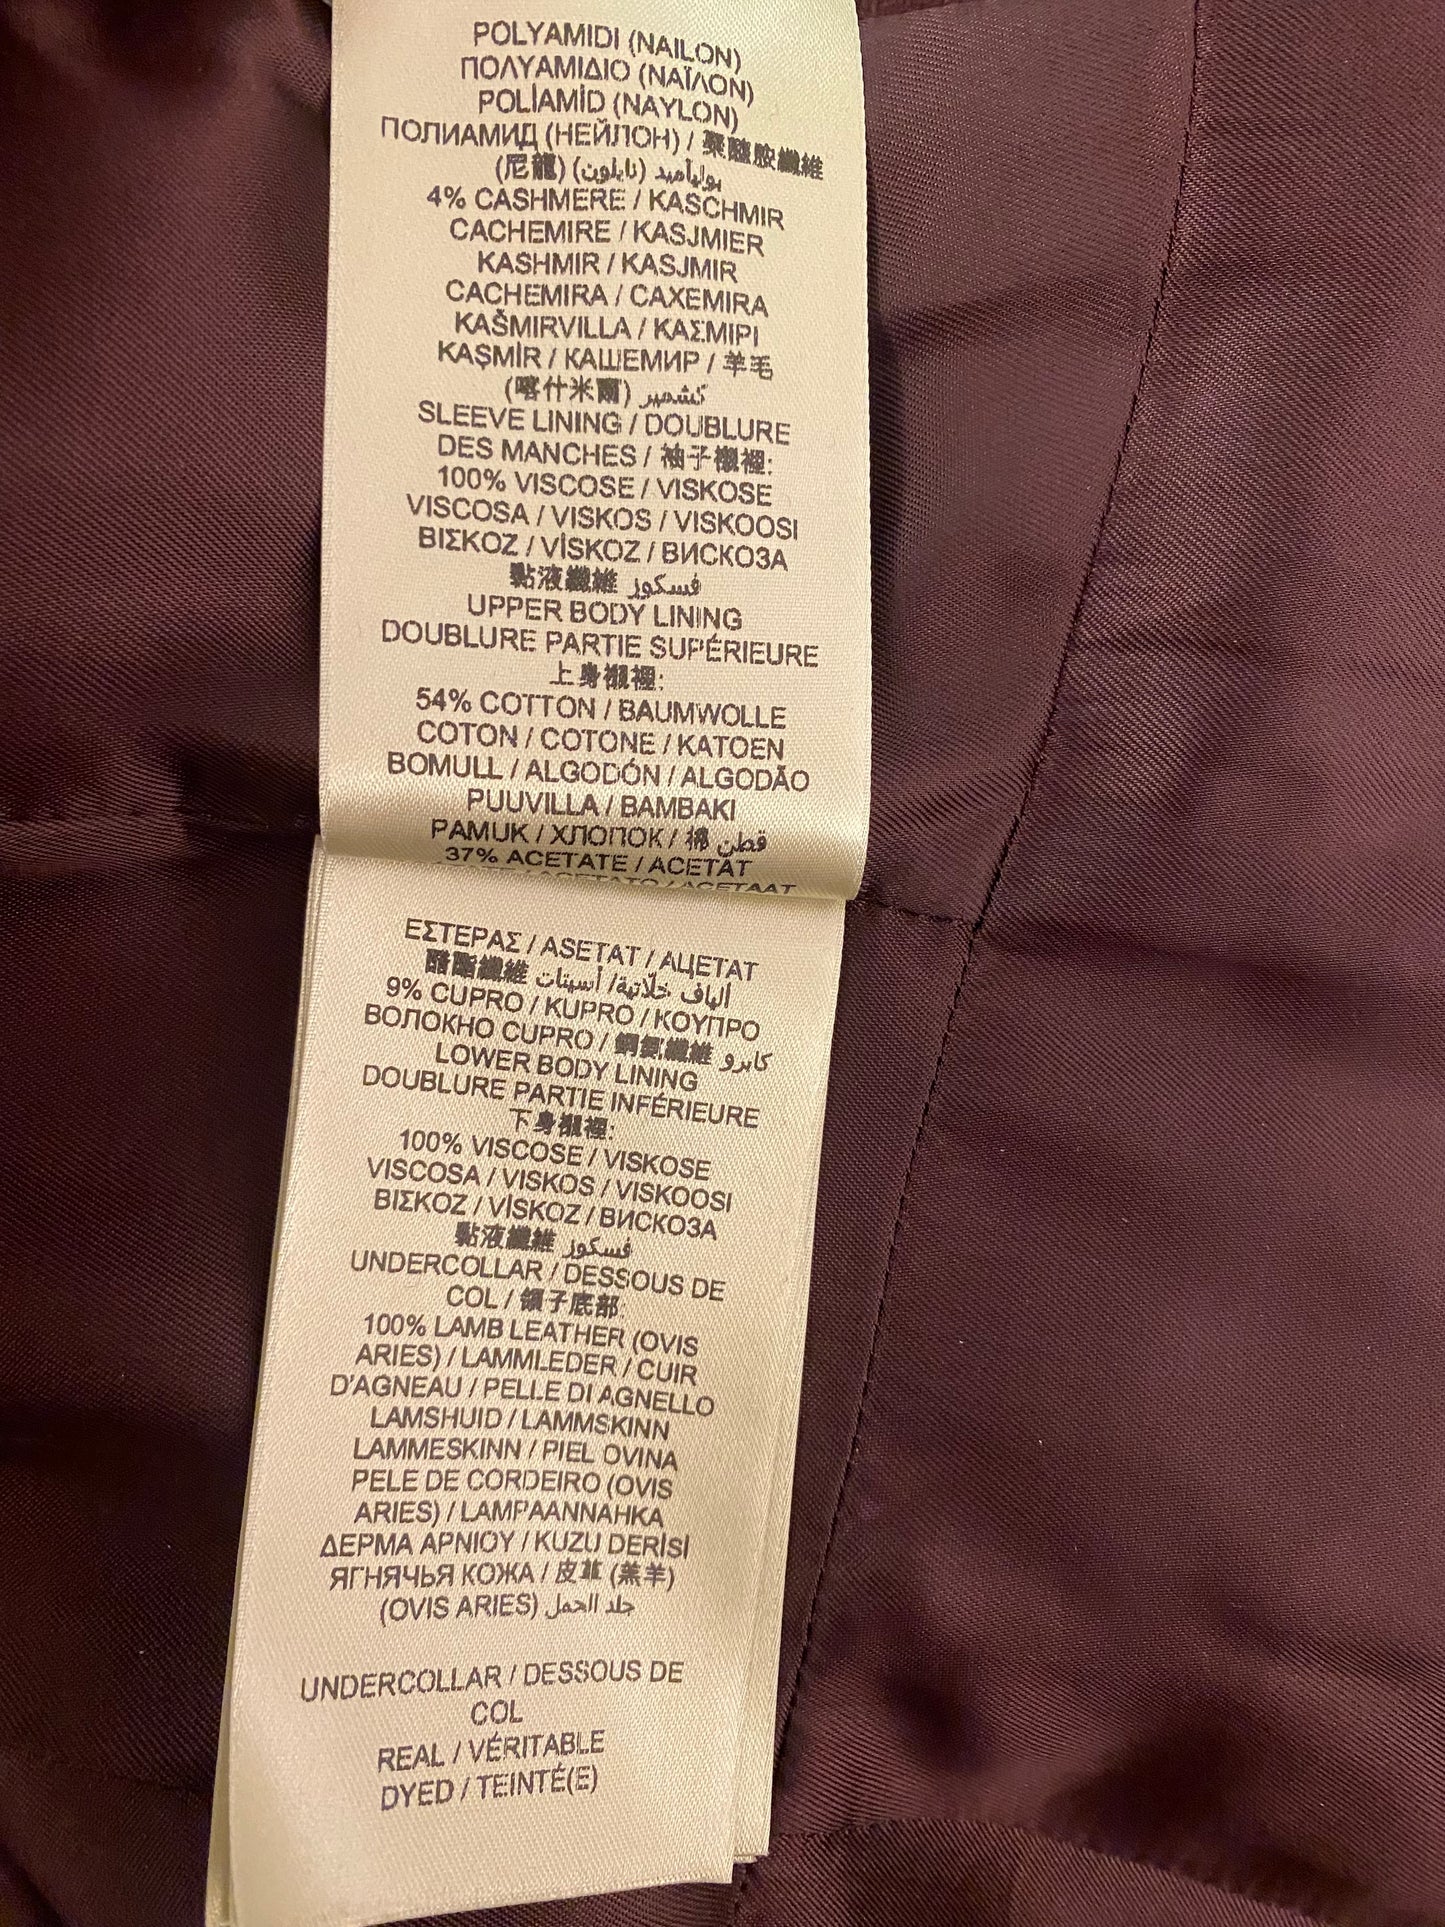 POLYAMIDI (NAILON)
ΠΟΛΥΑΜΙΔΙΟ (ΝΑΪΛΟΝ)
POLİAMİD (NAYLON)
ПОЛИАМИД (НЕЙЛОН) / 聚醯胺纖維
(尼龍) بولياميد (نايلون)
4% CASHMERE / KASCHMIR
CACHEMIRE / KASJMIER
KASHMIR / KASJMIR
CACHEMIRA / CAXEMIRA
KAŠMIRVILLA / ΚΑΣΜΙΡΙ
KAŞMİR / КАШЕМИР / 羊毛
(喀什米爾) كشمير
SLEEVE LINING / DOUBLURE
DES MANCHES / 袖子襯裡:
100% VISCOSE / VISKOSE
VISCOSA / VISKOS / VISKOOSI
ΒΙΣΚΟΖ / VİSKOZ / ВИСКОЗА
黏液纖維 فسكوز
UPPER BODY LINING
DOUBLURE PARTIE SUPÉRIEURE
上身襯裡:
54% COTTON / BAUMWOLLE
COTON / COTONE / KATOEN
BOMULL / ALGODÓN / ALGODÃO
PUUVILLA / ΒΑΜΒΑΚΙ
PAMUK / ХЛОПОК / 棉 قطن
37% ACETATE / ACETAT
/ ACETATO / ACETAAT
ΕΣΤΕΡΑΣ / ASETAT / АЦЕТАТ
醋酯纖維 ألياف خلّاتية/ أسيتات
9% CUPRO / KUPRO / ΚΟΥΠΡΟ
ВОЛОКНО CUPRO / 銅氨纖維 كابرو
LOWER BODY LINING
DOUBLURE PARTIE INFÉRIEURE
下身襯裡:
100% VISCOSE / VISKOSE
VISCOSA / VISKOS / VISKOOSI
ΒΙΣΚΟΖ / VİSKOZ / ВИСКОЗА
黏液纖維 فسكوز
UNDERCOLLAR / DESSOUS DE
COL / 領子底部:
100% LAMB LEATHER (OVIS
ARIES) / LAMMLEDER / CUIR
D'AGNEAU / PELLE DI AGNELLO
LAMSHUID / LAMMSKINN
LAMMESKINN / PIEL OVINA
PELE DE CORDEIRO (OVIS
ARIES) / LAMPAANNAHKA
ΔΕΡΜΑ ΑΡΝΙΟΥ / KUZU DERİSİ
ЯГНЯЧЬЯ КОЖА / 皮革 (羔羊)
(OVIS ARIES) جلد الحمل
UNDERCOLLAR / DESSOUS DE
COL
REAL / VÉRITABLE
DYED / TEINTÉ(E)